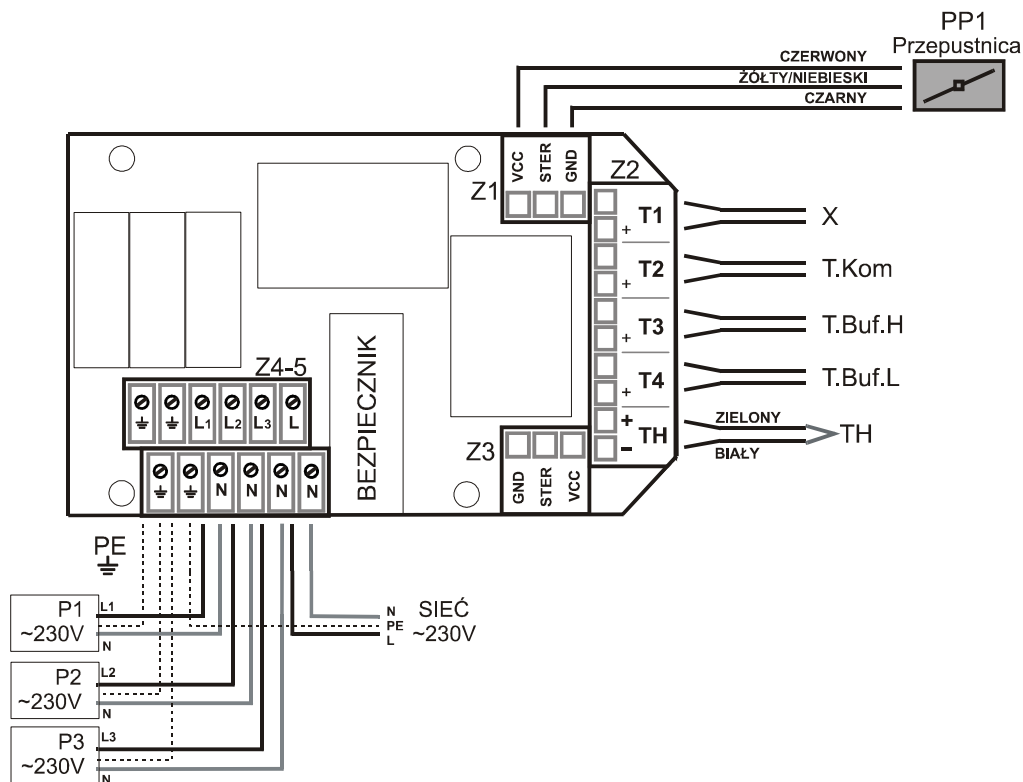 PP1
Przepustnica
CZERWONY
ŻÓŁTY/NIEBIESKI
CZARNY
VCC
STER
GND
Z1
Z2
T1
+
X
T2
+
T.Kom
T3
+
T.Buf.H
T4
+
T.Buf.L
+
TH
-
ZIELONY
BIAŁY
TH
Z3
GND
STER
VCC
BEZPIECZNIK
Z4-5
L1 L2 L3 L
N N N N
PE
P1
~230V
L1
N
P2
~230V
L2
N
P3
~230V
L3
N
N
PE
L
SIEĆ
~230V